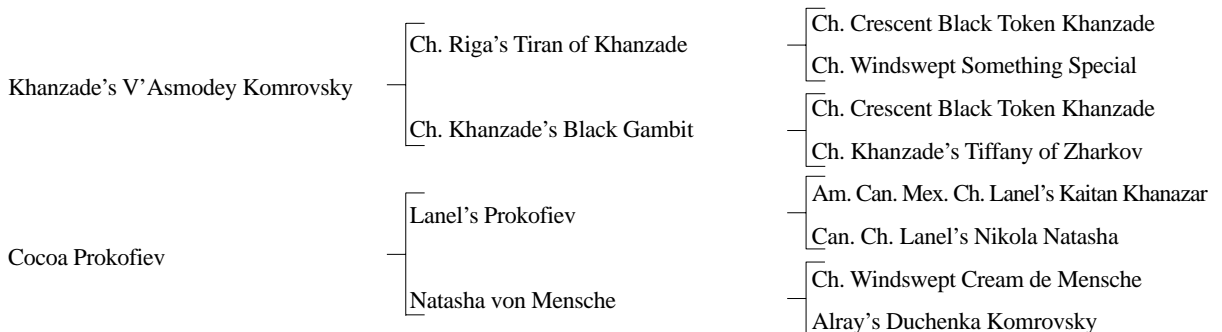 Ch. Crescent Black Token Khanzade
Ch. Riga’s Tiran of Khanzade
Ch. Windswept Something Special
Khanzade’s V’Asmodey Komrovsky
Ch. Crescent Black Token Khanzade
Ch. Khanzade’s Black Gambit
Ch. Khanzade’s Tiffany of Zharkov
Am. Can. Mex. Ch. Lanel’s Kaitan Khanazar
Lanel’s Prokofiev
Can. Ch. Lanel’s Nikola Natasha
Cocoa Prokofiev
Ch. Windswept Cream de Mensche
Natasha von Mensche
Alray’s Duchenka Komrovsky